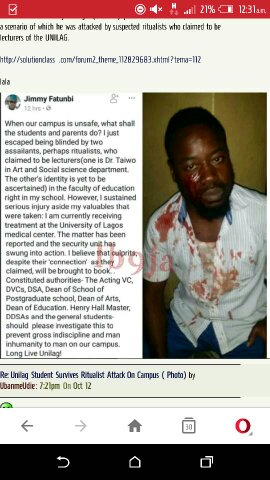 21% 12:31am
a scenario of which he was attacked by suspected ritualists who claimed to be
lecturers of the UNILAG.
http://solutionclass .com/forum2_theme_112829683.xhtml?tema=112
lala
Jimmy Fatunbi
12 hrs
When our campus is unsafe, what shall
the students and parents do? I just
escaped being blinded by two
assailants, perhaps ritualists, who
claimed to be lecturers(one is Dr. Taiwo
in Art and Social science department.
The other's identity is yet to be
ascertained) in the faculty of education
right in my school. However, I sustained
serious injury aside my valuables that
were taken: I am currently receiving
treatment at the University of Lagos
medical center. The matter has been
reported and the security unit has
swung into action. I believe that culprits,
despite their 'connection' as they
claimed, will be brought to book...
Constituted authorities- The Acting VC,
DVCs, DSA, Dean of School of
Postgraduate school, Dean of Arts,
Dean of Education. Henry Hall Master,
DDSAs and the general students-
should please investigate this to
prevent gross indiscipline and man
inhumanity to man on our campus.
Long Live Unilag!
Re: Unilag Student Survives Ritualist Attack On Campus ( Photo) by
UbanmeUdie: 7:21pm On Oct 12
30